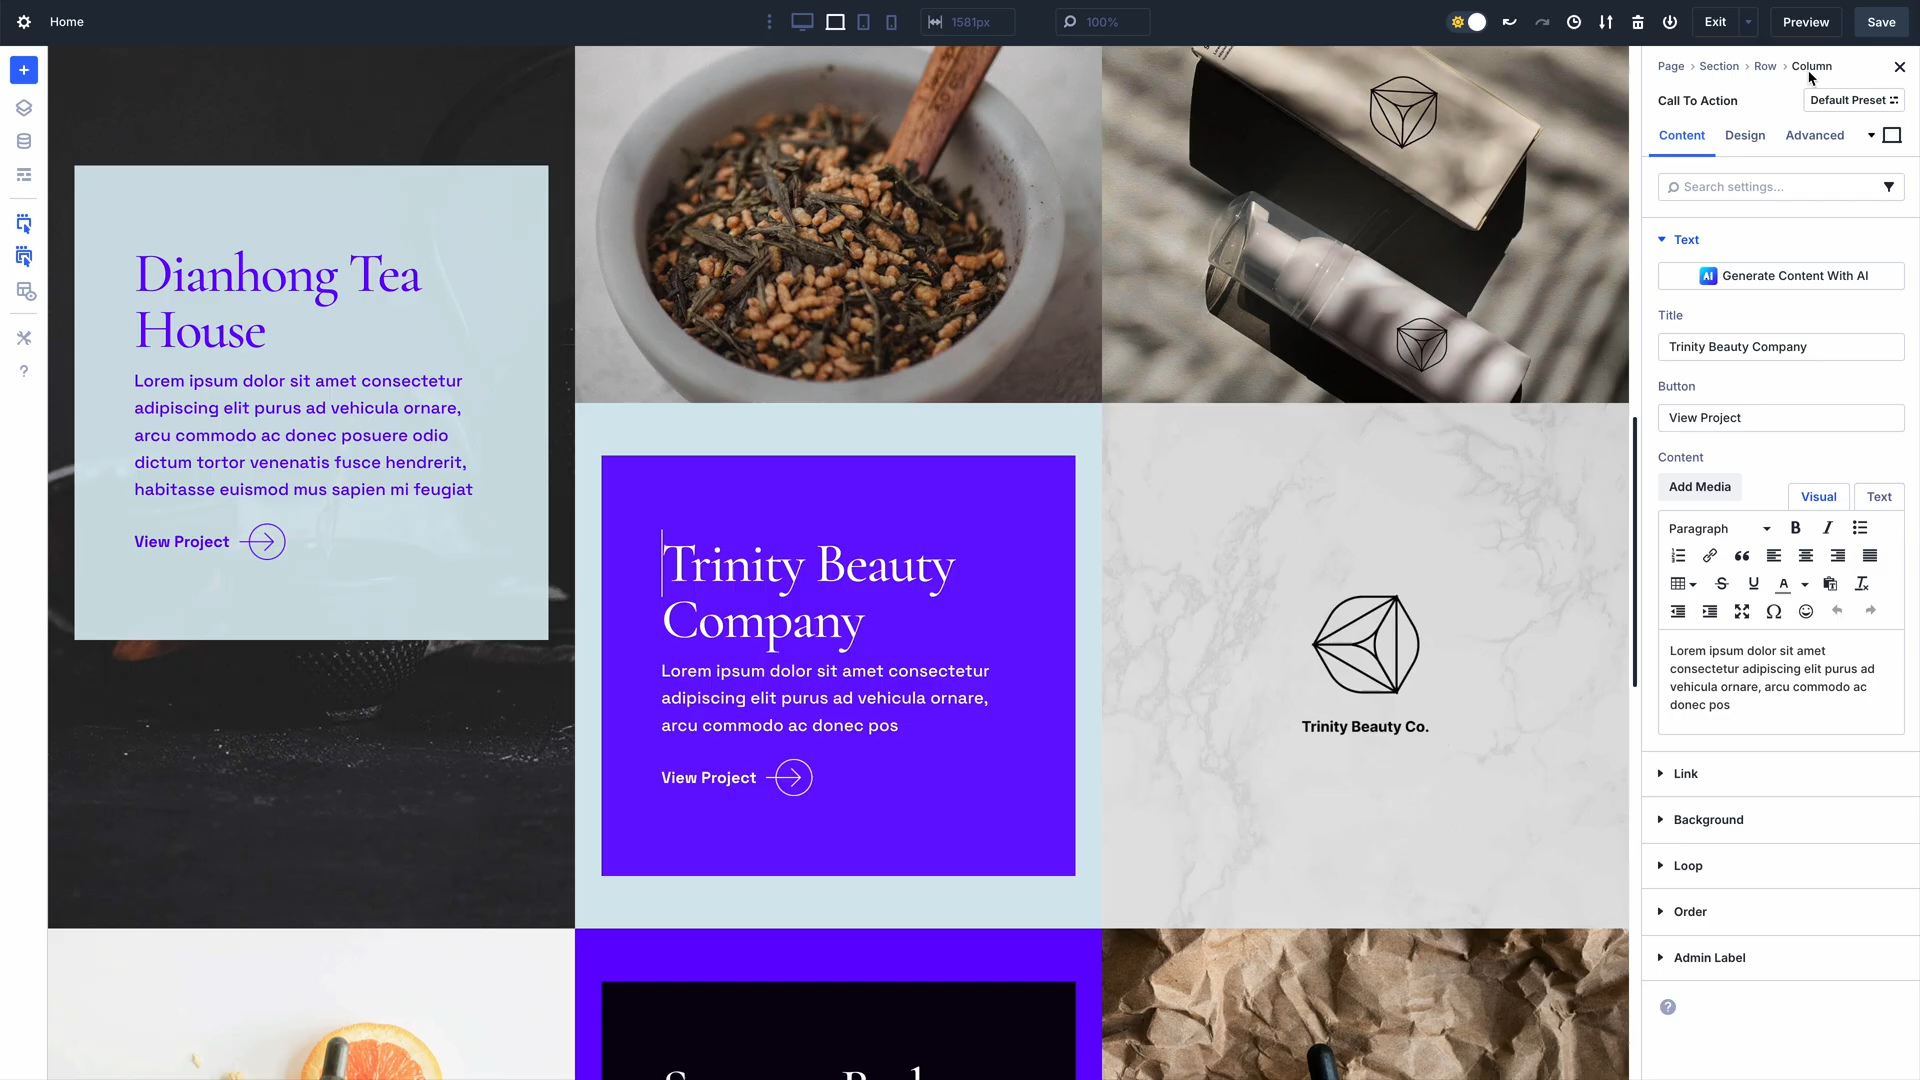 Home
1581px
100%
Exit
Preview
Save
Dianhong Tea
House
Lorem ipsum dolor sit amet consectetur
adipiscing elit purus ad vehicula ornare,
arcu commodo ac donec posuere odio
dictum tortor venenatis fusce hendrerit,
habitasse euismod mus sapien mi feugiat
View Project
Trinity Beauty
Company
Lorem ipsum dolor sit amet consectetur
adipiscing elit purus ad vehicula ornare,
arcu commodo ac donec pos
View Project
Trinity Beauty Co.
Page › Section › Row › Column
Call To Action
Default Preset
Content
Design
Advanced
Search settings...
Text
AI Generate Content With AI
Title
Trinity Beauty Company
Button
View Project
Content
Add Media
Visual
Text
Paragraph
Lorem ipsum dolor sit amet
consectetur adipiscing elit purus ad
vehicula ornare, arcu commodo ac
donec pos
Link
Background
Loop
Order
Admin Label